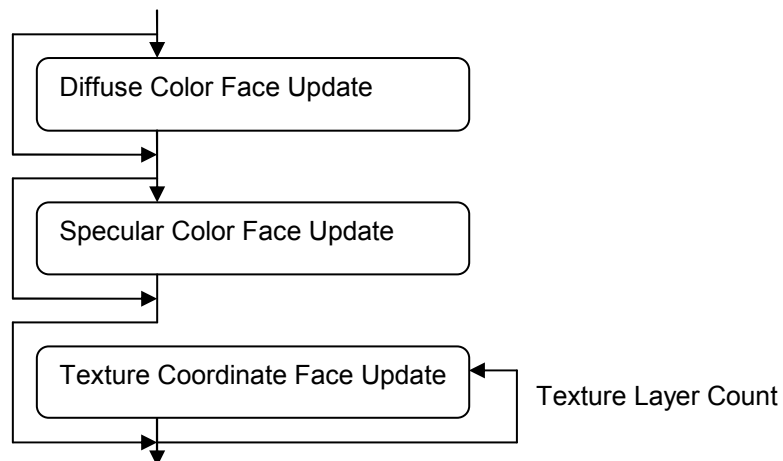 Diffuse Color Face Update
Specular Color Face Update
Texture Coordinate Face Update
Texture Layer Count